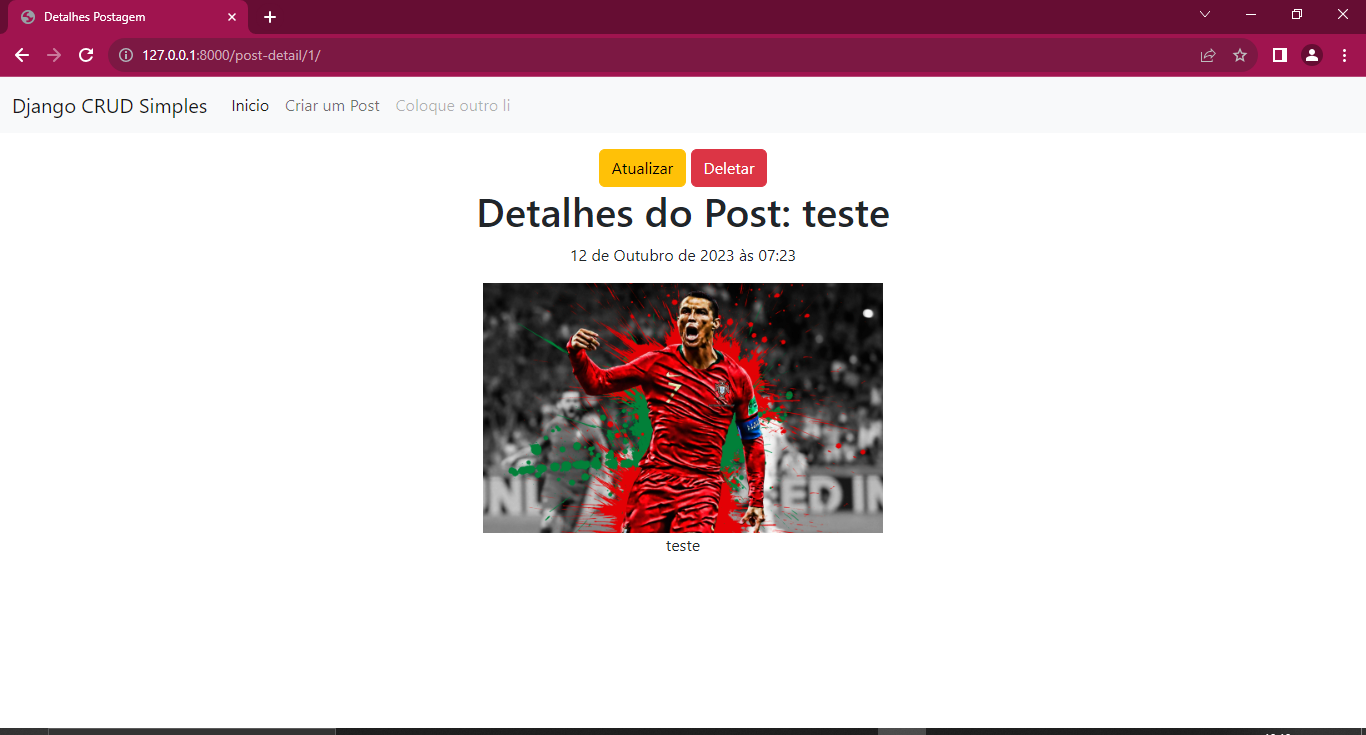 Detalhes Postagem
127.0.0.1:8000/post-detail/1/
Django CRUD Simples Inicio Criar um Post Coloque outro li
Atualizar Deletar
Detalhes do Post: teste
12 de Outubro de 2023 às 07:23
7
teste